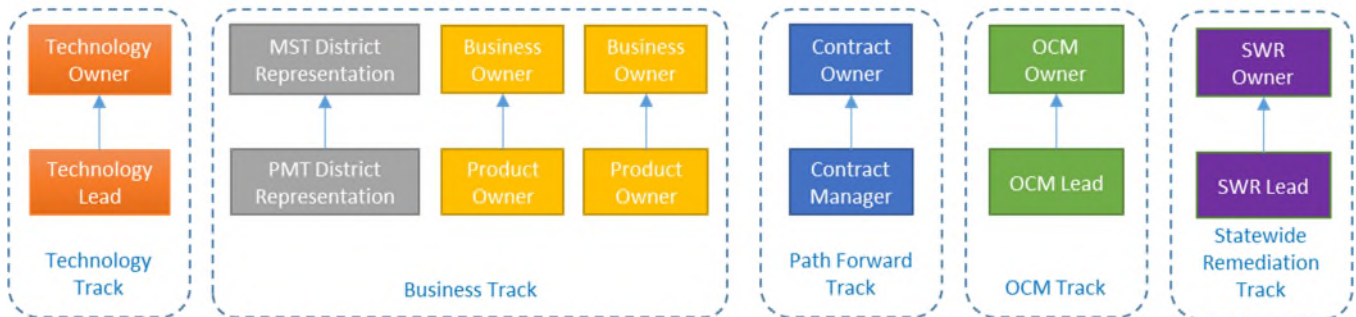 Technology
Owner
Technology
Lead
Technology
Track
MST District
Representation
Business
Owner
Business
Owner
PMT District
Representation
Product
Owner
Product
Owner
Business Track
Contract
Owner
Contract
Manager
Path Forward
Track
OCM
Owner
OCM Lead
OCM Track
SWR
Owner
SWR Lead
Statewide
Remediation
Track